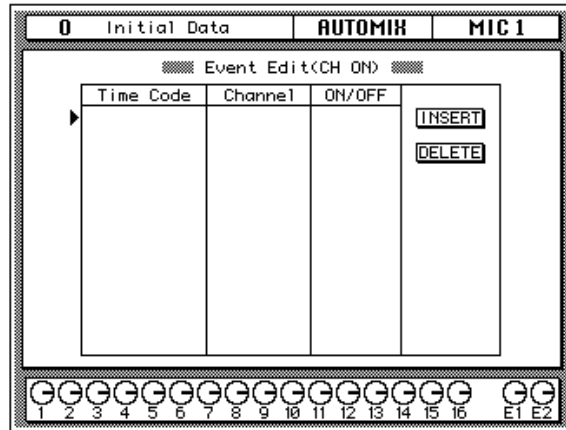 0 Initial Data AUTOMIX MIC 1
Event Edit(CH ON)
Time Code Channel ON/OFF
INSERT
DELETE
1 2 3 4 5 6 7 8 9 10 11 12 13 14 15 16 E1 E2